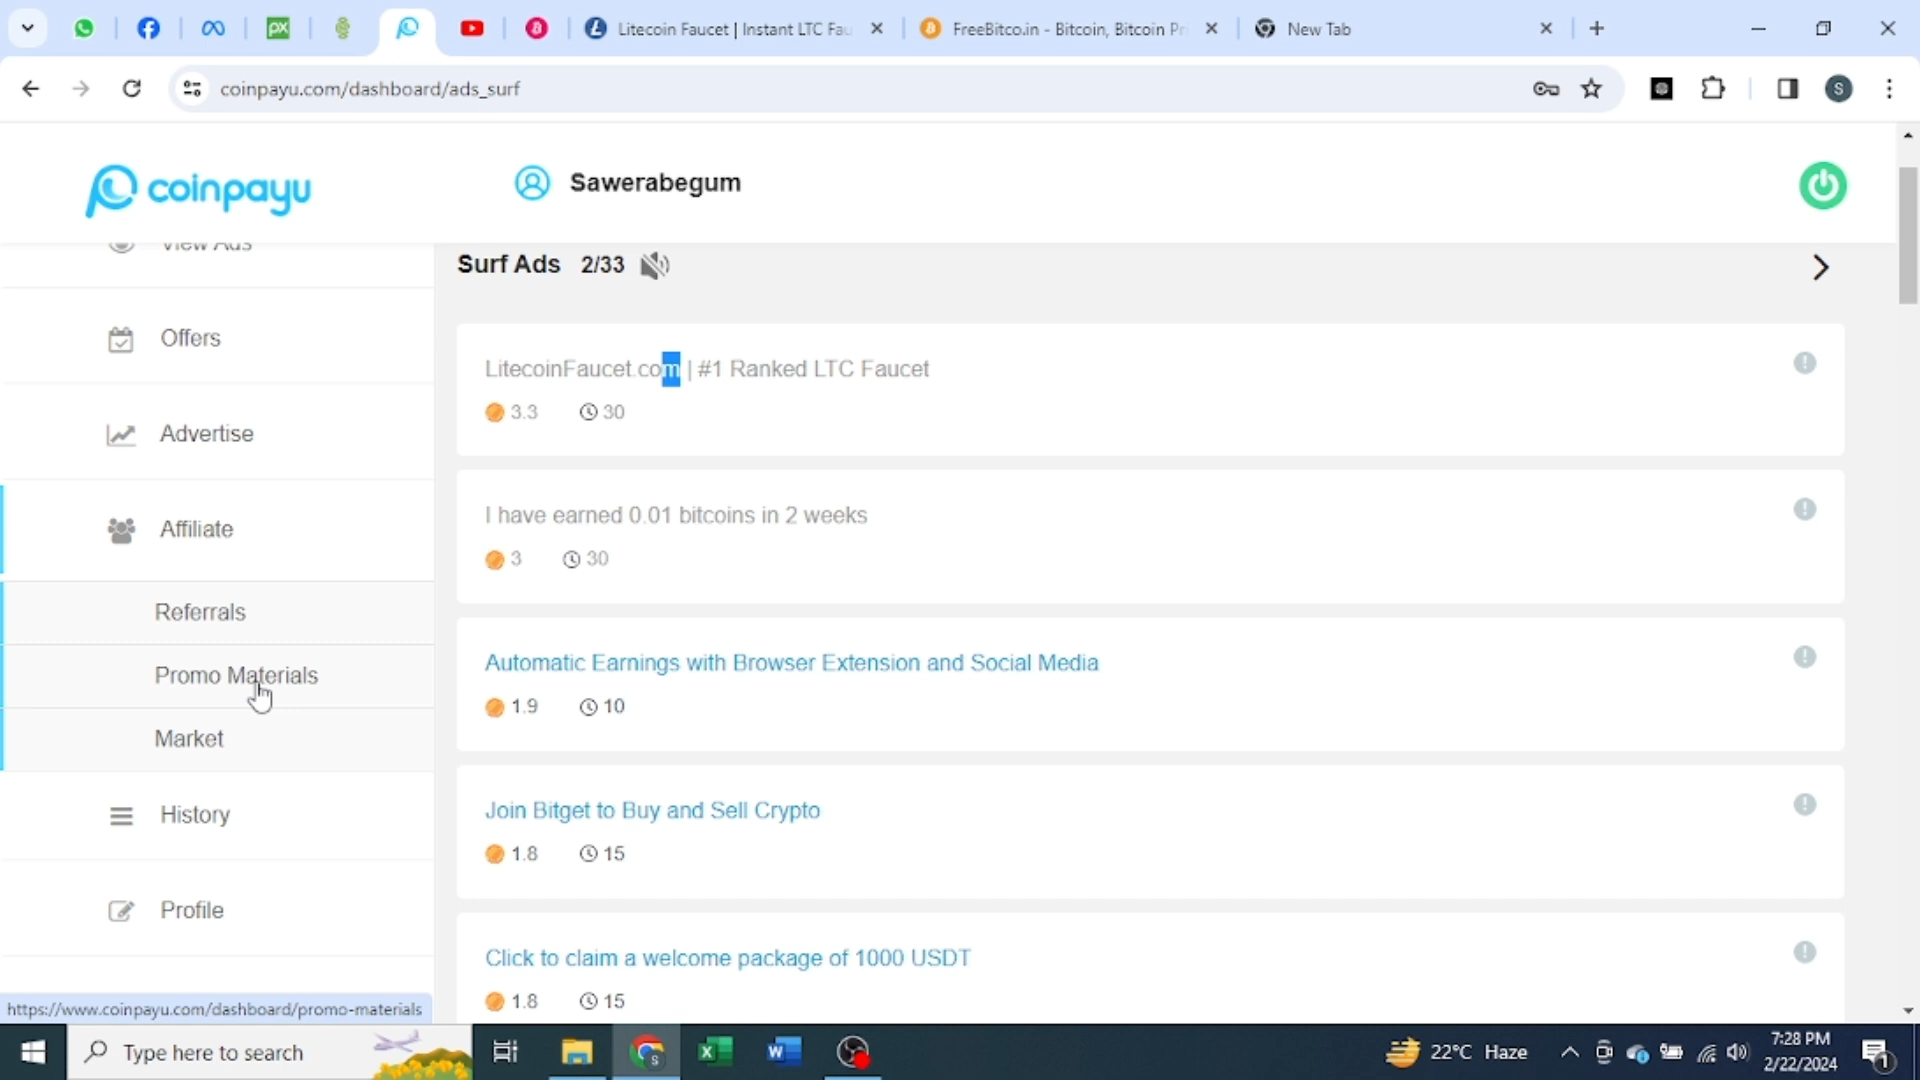 Litecoin Faucet | Instant LTC Fau
FreeBitco.in - Bitcoin, Bitcoin Pri
New Tab
coinpayu.com/dashboard/ads_surf
S
coinpayu
Sawerabegum
View Ads
Offers
Advertise
Affiliate
Referrals
Promo Materials
Market
History
Profile
Surf Ads 2/33
LitecoinFaucet.com | #1 Ranked LTC Faucet
3.3 30
I have earned 0.01 bitcoins in 2 weeks
3 30
Automatic Earnings with Browser Extension and Social Media
1.9 10
Join Bitget to Buy and Sell Crypto
1.8 15
Click to claim a welcome package of 1000 USDT
1.8 15
https://www.coinpayu.com/dashboard/promo-materials
Type here to search
22°C Haze
7:28 PM
2/22/2024
1